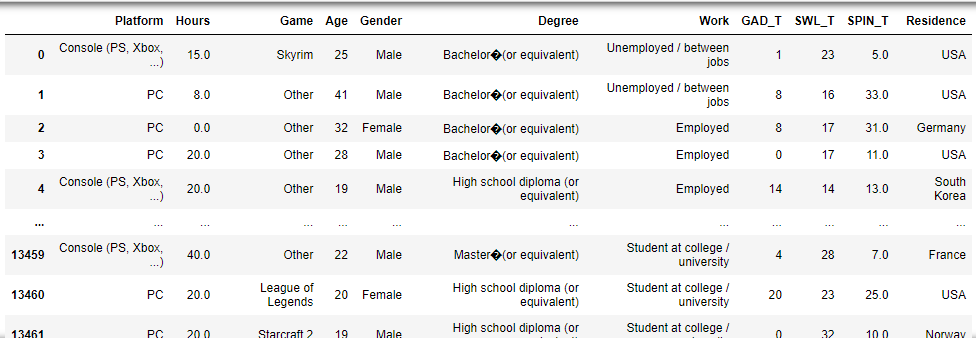 Platform Hours Game Age Gender Degree Work GAD_T SWL_T SPIN_T Residence
0 Console (PS, Xbox, ...) 15.0 Skyrim 25 Male Bachelor�(or equivalent) Unemployed / between jobs 1 23 5.0 USA
1 PC 8.0 Other 41 Male Bachelor�(or equivalent) Unemployed / between jobs 8 16 33.0 USA
2 PC 0.0 Other 32 Female Bachelor�(or equivalent) Employed 8 17 31.0 Germany
3 PC 20.0 Other 28 Male Bachelor�(or equivalent) Employed 0 17 11.0 USA
4 Console (PS, Xbox, ...) 20.0 Other 19 Male High school diploma (or equivalent) Employed 14 14 13.0 South Korea
... ... ... ... ... ... ... ... ... ... ... ...
13459 Console (PS, Xbox, ...) 40.0 Other 22 Male Master�(or equivalent) Student at college / university 4 28 7.0 France
13460 PC 20.0 League of Legends 20 Female High school diploma (or equivalent) Student at college / university 20 23 25.0 USA
13461 PC 20.0 Starcraft 2 19 Male High school diploma (or Student at college / 0 32 10.0 Norway